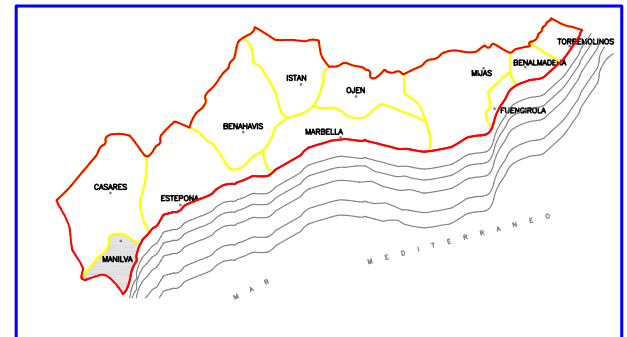 TORREMOLINOS
BENALMADENA
MIJAS
ISTAN
OJEN
FUENGIROLA
BENAHAVIS
MARBELLA
CASARES
ESTEPONA
MANILVA
MAR MEDITERRANEO